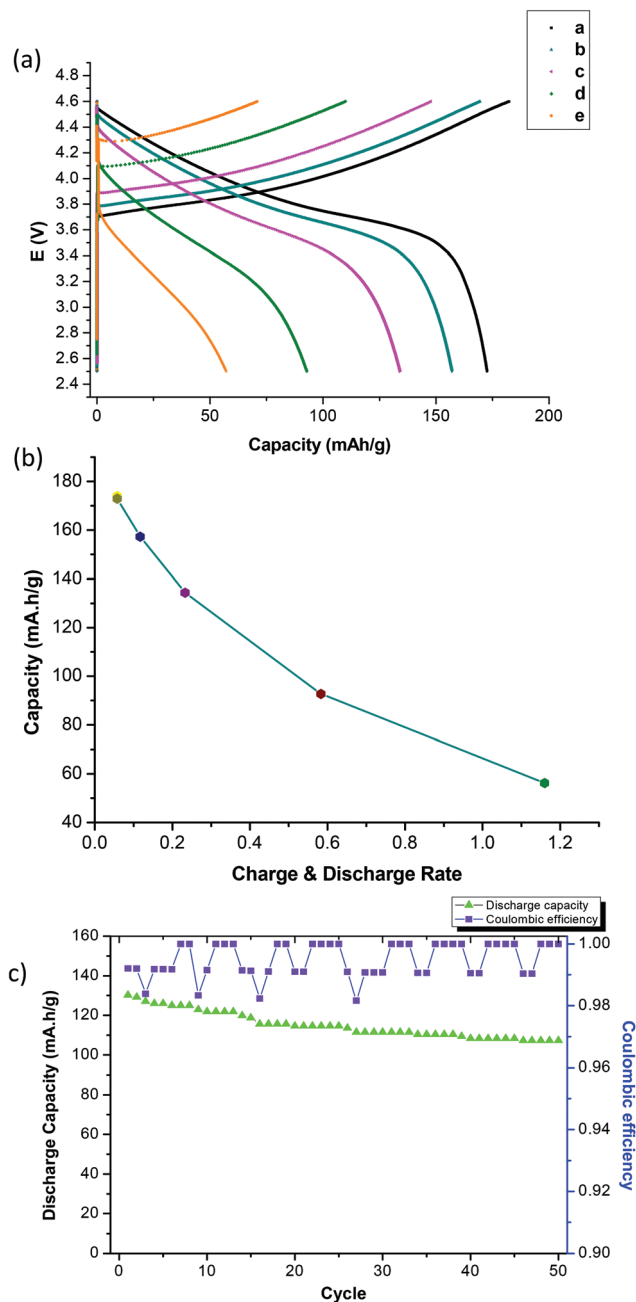 a
b
c
d
e
(a)
4.8
4.6
4.4
4.2
4.0
3.8
3.6
3.4
3.2
3.0
2.8
2.6
2.4
E (V)
0 50 100 150 200
Capacity (mAh/g)
(b)
180
160
140
120
100
80
60
40
Capacity (mA.h/g)
0.0 0.2 0.4 0.6 0.8 1.0 1.2
Charge & Discharge Rate
Discharge capacity
Coulombic efficiency
c)
160
140
120
100
80
60
40
20
0
Discharge Capacity (mA.h/g)
1.00
0.98
0.96
0.94
0.92
0.90
Coulombic efficiency
0 10 20 30 40 50
Cycle